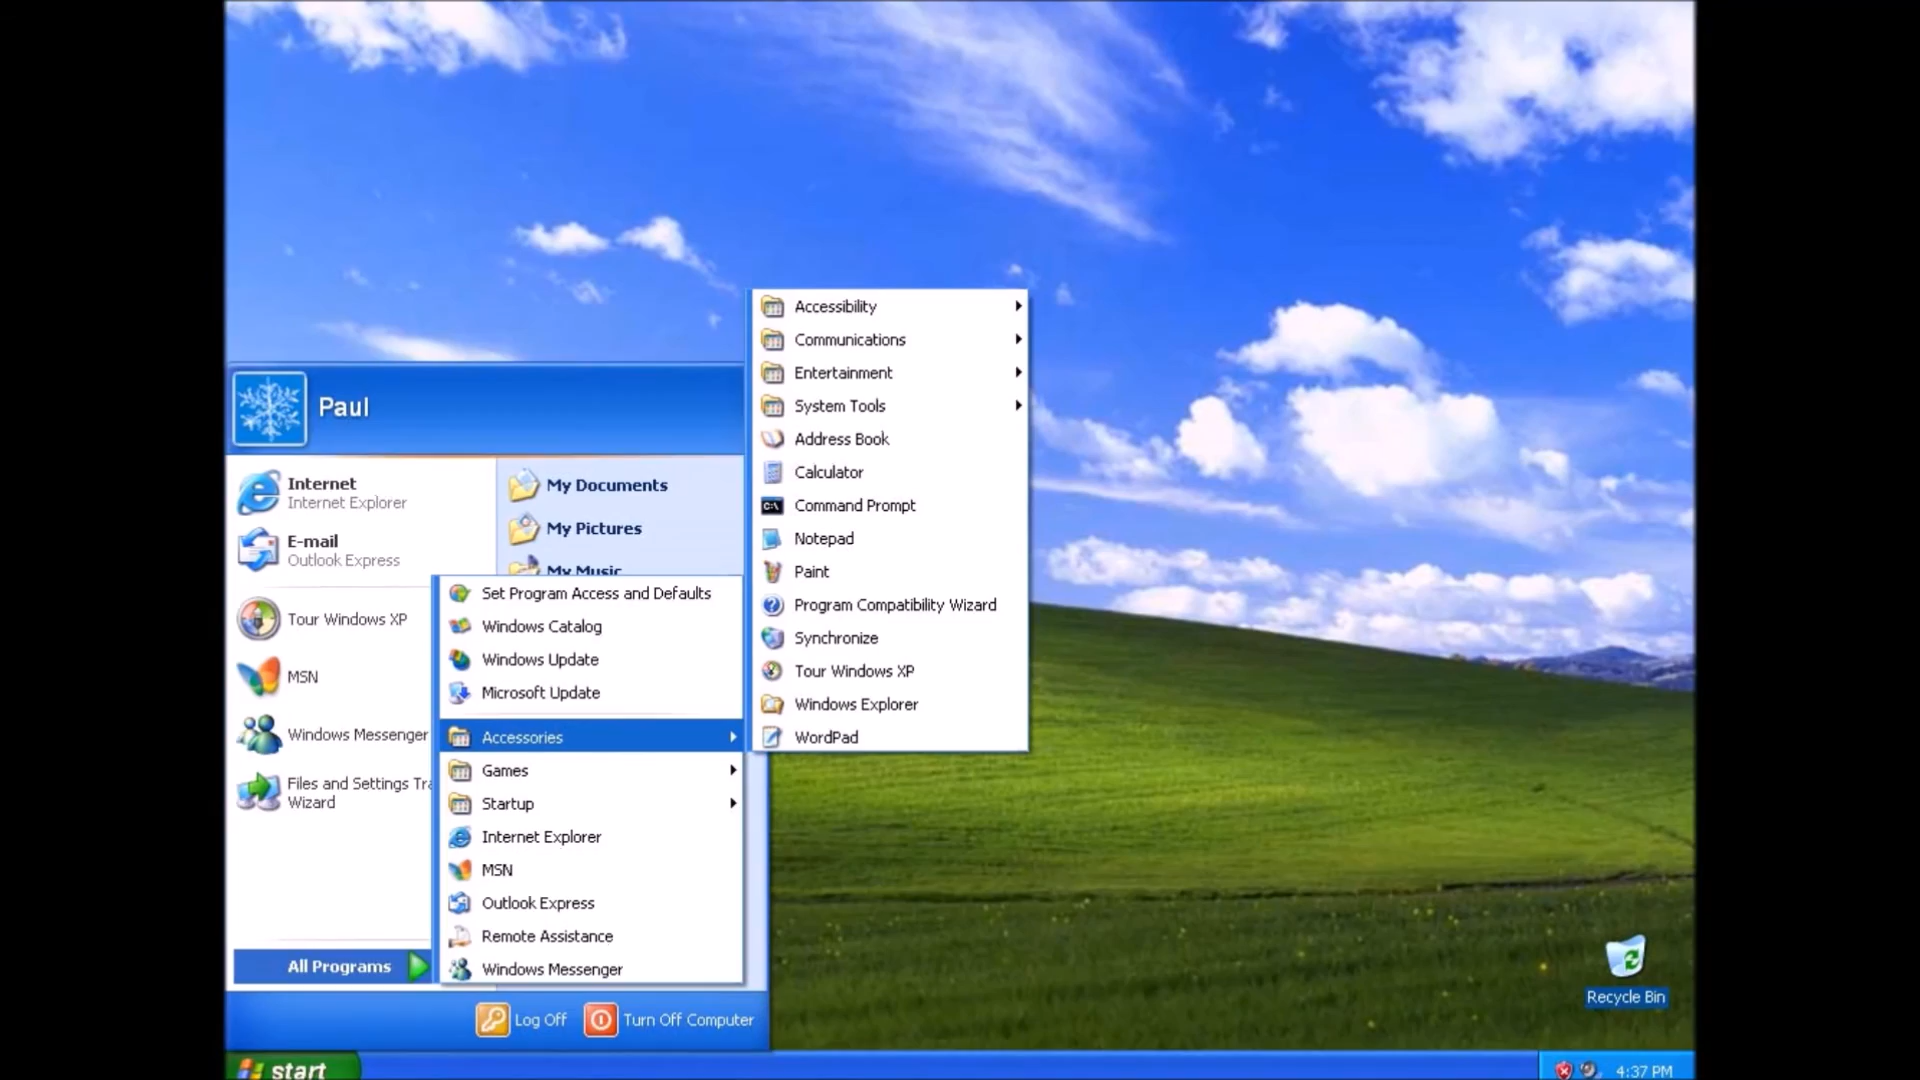 Paul
Internet
Internet Explorer
E-mail
Outlook Express
Tour Windows XP
MSN
Windows Messenger
Files and Settings Tra
Wizard
All Programs
My Documents
My Pictures
My Music
Set Program Access and Defaults
Windows Catalog
Windows Update
Microsoft Update
Accessories
Games
Startup
Internet Explorer
MSN
Outlook Express
Remote Assistance
Windows Messenger
Accessibility
Communications
Entertainment
System Tools
Address Book
Calculator
C:\
Command Prompt
Notepad
Paint
Program Compatibility Wizard
Synchronize
Tour Windows XP
Windows Explorer
WordPad
Log Off
Turn Off Computer
Recycle Bin
start
4:37 PM